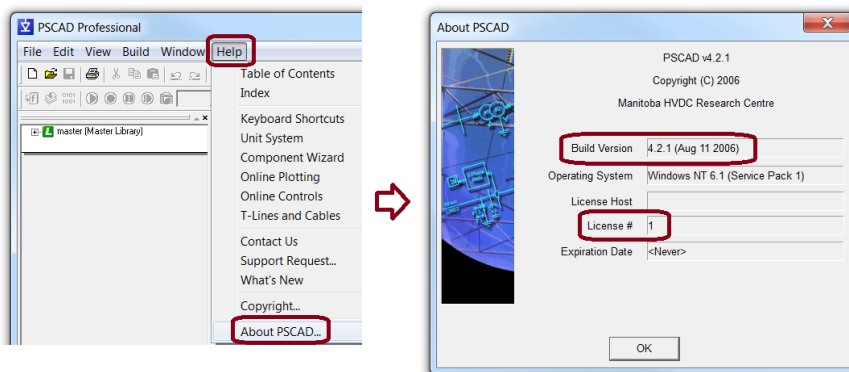 PSCAD Professional
File Edit View Build Window Help
Table of Contents
Index
Keyboard Shortcuts
Unit System
Component Wizard
Online Plotting
Online Controls
T-Lines and Cables
Contact Us
Support Request...
What's New
Copyright...
About PSCAD...
master (Master Library)
About PSCAD
PSCAD v4.2.1
Copyright (C) 2006
Manitoba HVDC Research Centre
Build Version 4.2.1 (Aug 11 2006)
Operating System Windows NT 6.1 (Service Pack 1)
License Host
License # 1
Expiration Date <Never>
OK